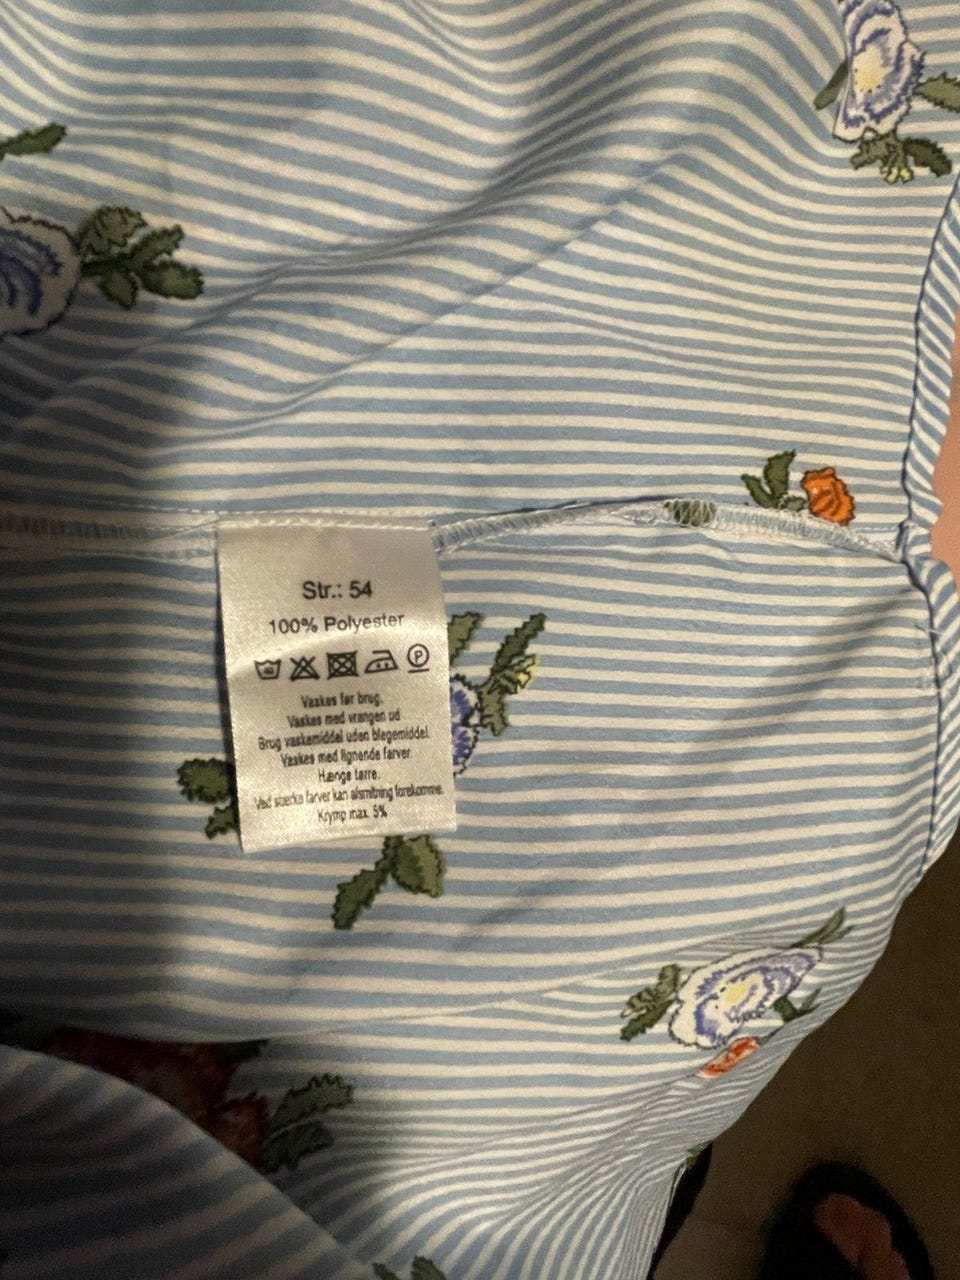 Str.: 54
100% Polyester
P
Vaskes før brug.
Vaskes med vrangen ud
Brug vaskemiddel uden blegemiddel.
Vaskes med lignende farver.
Hænge tørre.
Ved stærke farver kan afsmitning forekomme.
Krymp max. 5%